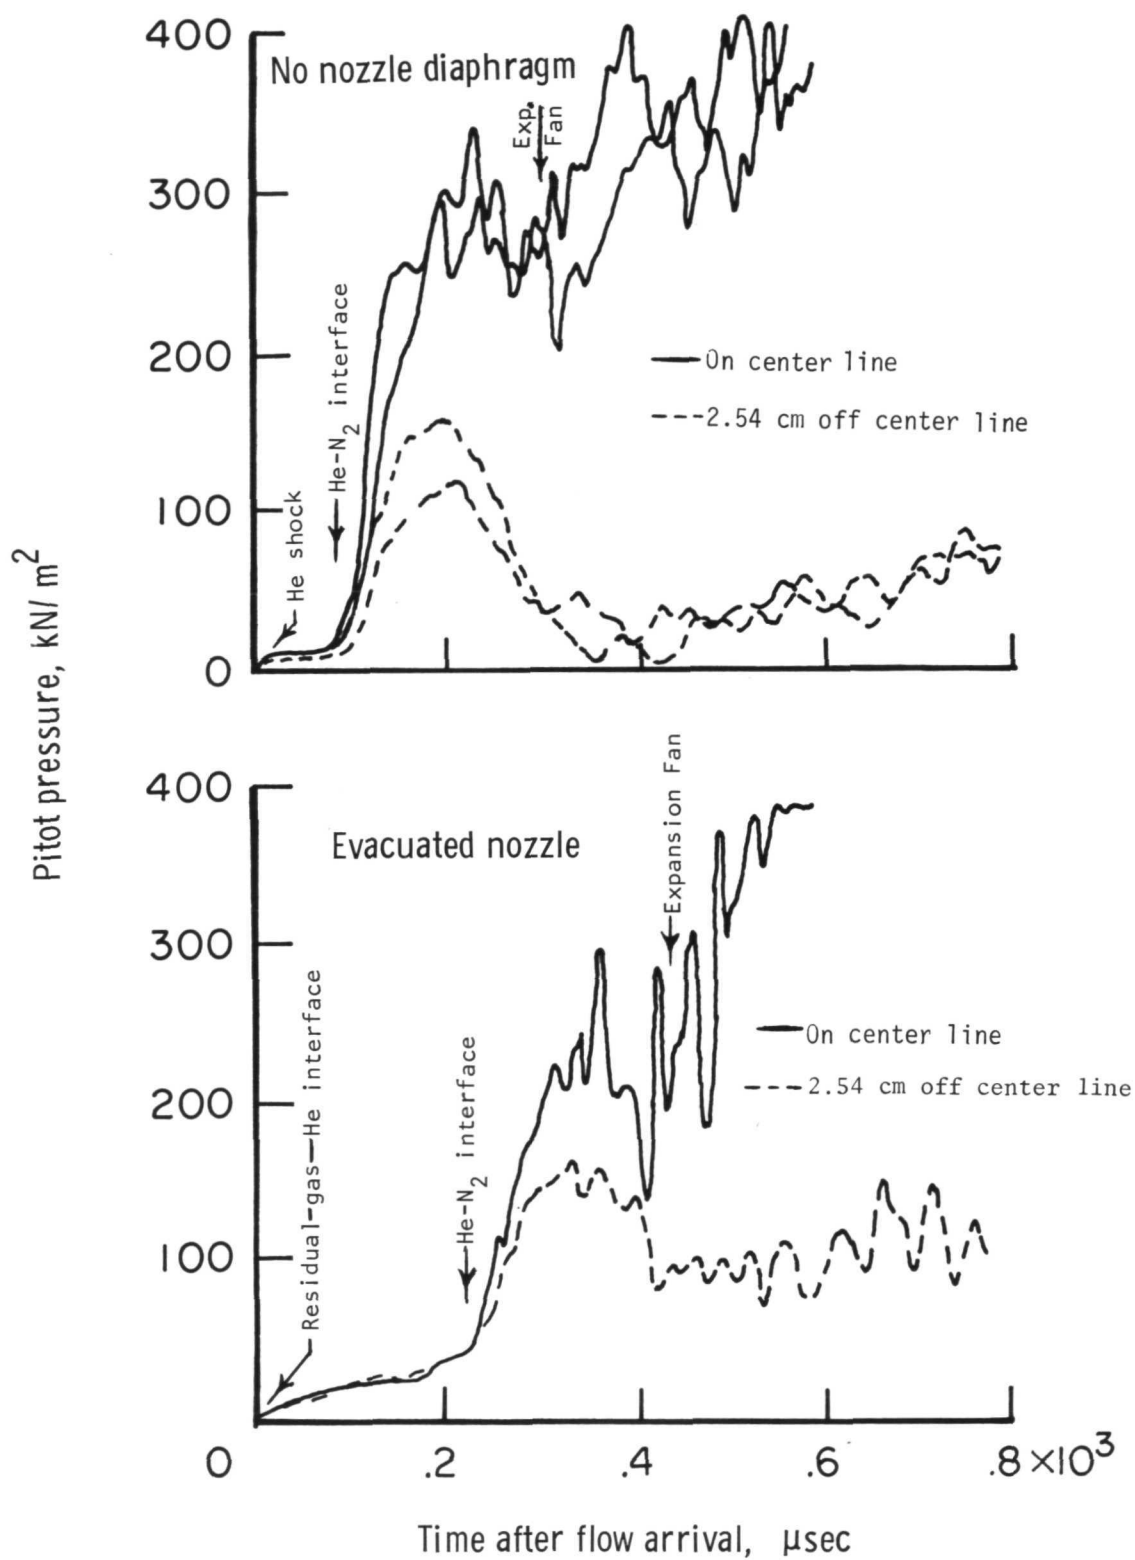 Pitot pressure, kN/m2
400
300
200
100
0
No nozzle diaphragm
Exp. Fan
He shock
He-N2 interface
On center line
2.54 cm off center line
400
300
200
100
0
Evacuated nozzle
Residual-gas—He interface
He-N2 interface
Expansion Fan
On center line
2.54 cm off center line
.2
.4
.6
.8×10³
Time after flow arrival, μsec